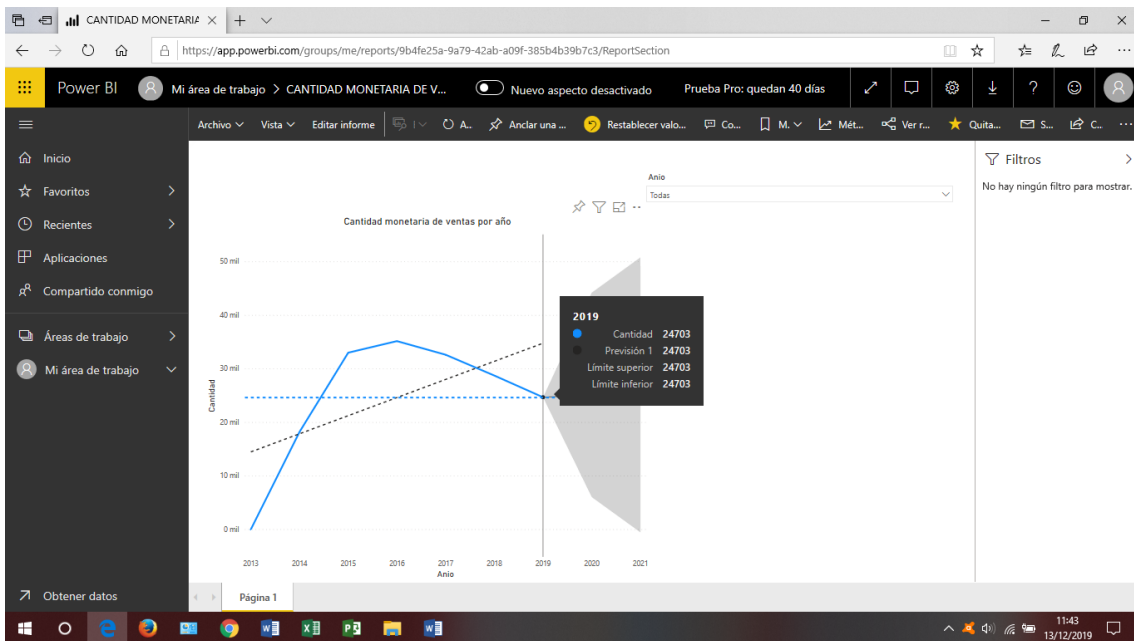 CANTIDAD MONETARIA
https://app.powerbi.com/groups/me/reports/9b4fe25a-9a79-42ab-a09f-385b4b39b7c3/ReportSection
Power BI Mi área de trabajo > CANTIDAD MONETARIA DE V... Nuevo aspecto desactivado Prueba Pro: quedan 40 días ?
Archivo Vista Editar informe I A.. Anclar una ... Restablecer valo... Co... M. Mét... Ver r... Quita... S... C... ...
Inicio
Favoritos
Recientes
Aplicaciones
Compartido conmigo
Áreas de trabajo
Mi área de trabajo
Obtener datos
Anio
Todas
Cantidad monetaria de ventas por año
50 mil
40 mil
30 mil
20 mil
10 mil
0 mil
Cantidad
2013 2014 2015 2016 2017 2018 2019 2020 2021
Anio
2019
Cantidad 24703
Previsión 1 24703
Límite superior 24703
Límite inferior 24703
Filtros
No hay ningún filtro para mostrar.
Página 1
11:43
13/12/2019